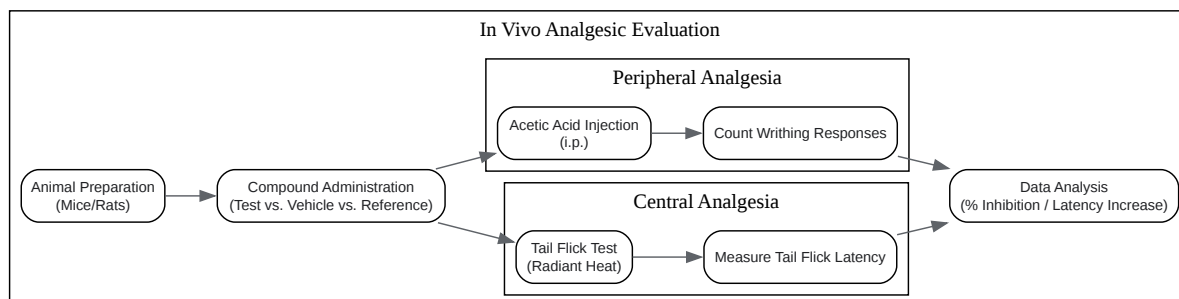 In Vivo Analgesic Evaluation
Peripheral Analgesia
Acetic Acid Injection
(i.p.)
Count Writhing Responses
Animal Preparation
(Mice/Rats)
Compound Administration
(Test vs. Vehicle vs. Reference)
Data Analysis
(% Inhibition / Latency Increase)
Central Analgesia
Tail Flick Test
(Radiant Heat)
Measure Tail Flick Latency